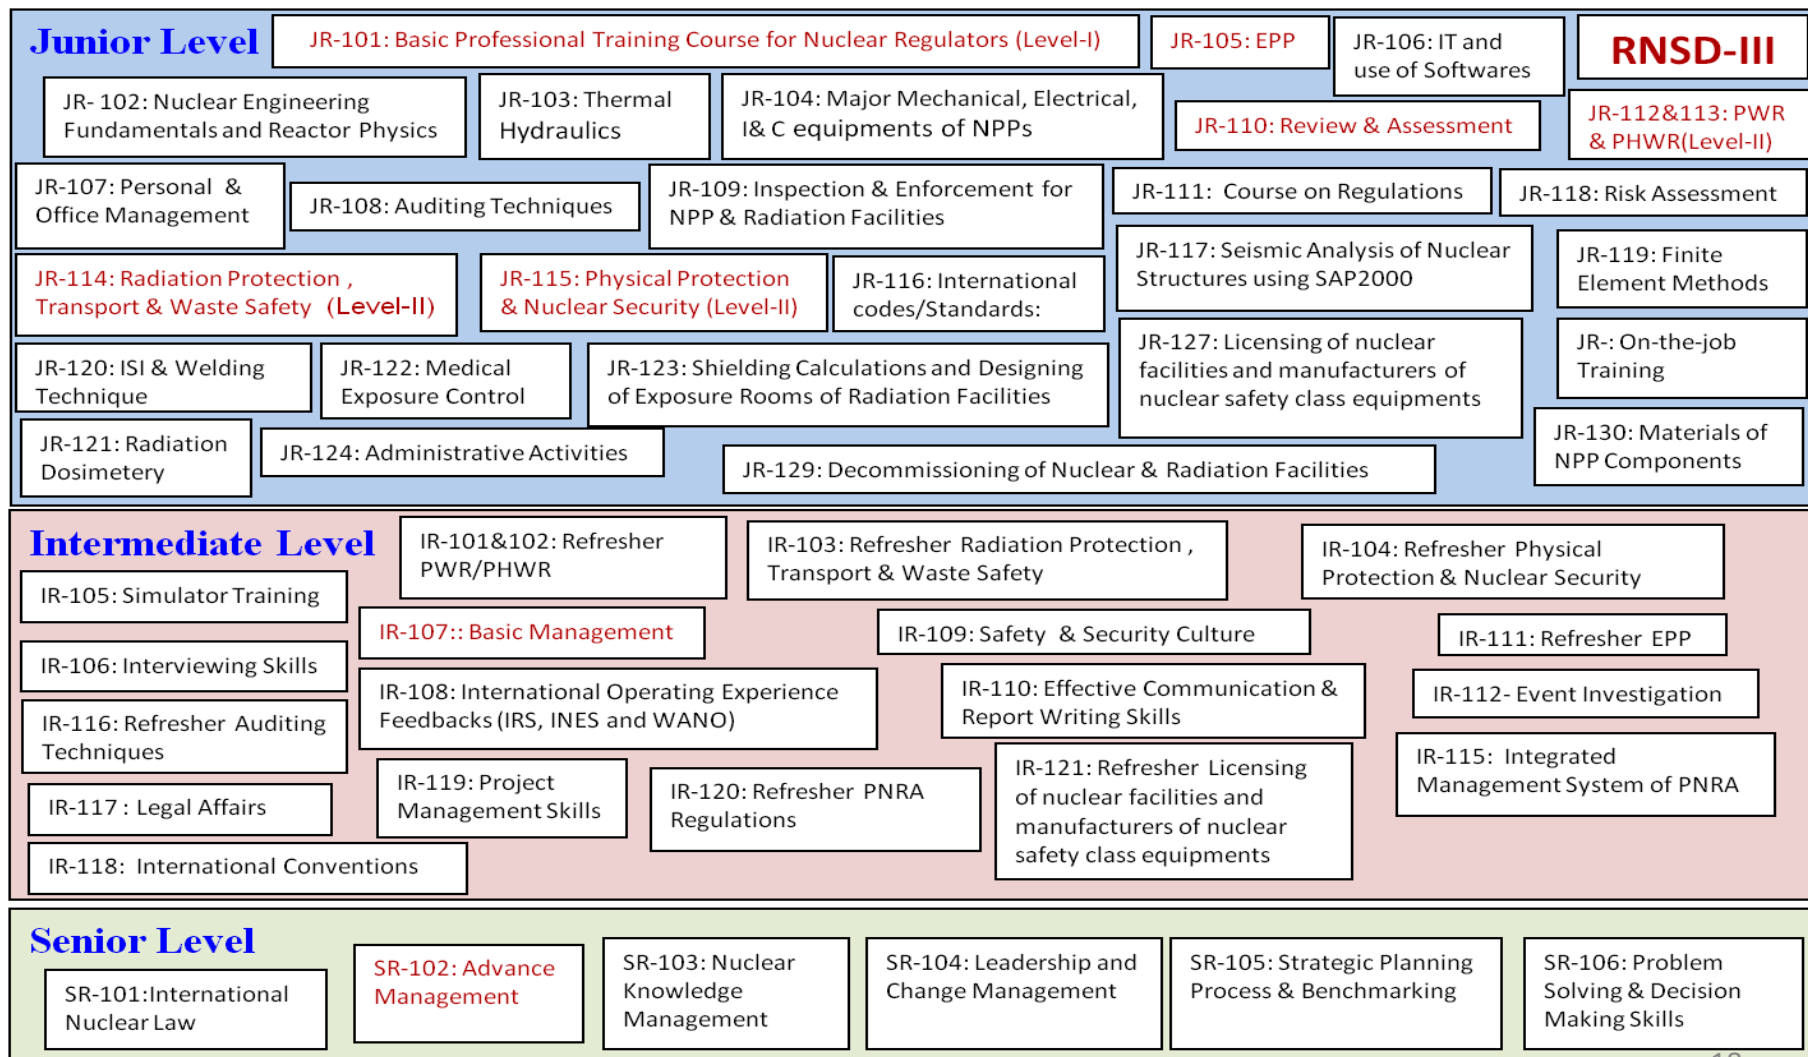 Junior Level
JR-101: Basic Professional Training Course for Nuclear Regulators (Level-I)
JR-105: EPP
JR-106: IT and
use of Softwares
RNSD-III
JR- 102: Nuclear Engineering
Fundamentals and Reactor Physics
JR-103: Thermal
Hydraulics
JR-104: Major Mechanical, Electrical,
I& C equipments of NPPs
JR-110: Review & Assessment
JR-112&113: PWR
& PHWR(Level-II)
JR-107: Personal &
Office Management
JR-108: Auditing Techniques
JR-109: Inspection & Enforcement for
NPP & Radiation Facilities
JR-111: Course on Regulations
JR-118: Risk Assessment
JR-114: Radiation Protection ,
Transport & Waste Safety (Level-II)
JR-115: Physical Protection
& Nuclear Security (Level-II)
JR-116: International
codes/Standards:
JR-117: Seismic Analysis of Nuclear
Structures using SAP2000
JR-119: Finite
Element Methods
JR-120: ISI & Welding
Technique
JR-122: Medical
Exposure Control
JR-123: Shielding Calculations and Designing
of Exposure Rooms of Radiation Facilities
JR-127: Licensing of nuclear
facilities and manufacturers of
nuclear safety class equipments
JR-: On-the-job
Training
JR-121: Radiation
Dosimetery
JR-124: Administrative Activities
JR-129: Decommissioning of Nuclear & Radiation Facilities
JR-130: Materials of
NPP Components
Intermediate Level
IR-101&102: Refresher
PWR/PHWR
IR-103: Refresher Radiation Protection ,
Transport & Waste Safety
IR-104: Refresher Physical
Protection & Nuclear Security
IR-105: Simulator Training
IR-107:: Basic Management
IR-109: Safety & Security Culture
IR-111: Refresher EPP
IR-106: Interviewing Skills
IR-108: International Operating Experience
Feedbacks (IRS, INES and WANO)
IR-110: Effective Communication &
Report Writing Skills
IR-112- Event Investigation
IR-116: Refresher Auditing
Techniques
IR-119: Project
Management Skills
IR-120: Refresher PNRA
Regulations
IR-121: Refresher Licensing
of nuclear facilities and
manufacturers of nuclear
safety class equipments
IR-115: Integrated
Management System of PNRA
IR-117 : Legal Affairs
IR-118: International Conventions
Senior Level
SR-101:International
Nuclear Law
SR-102: Advance
Management
SR-103: Nuclear
Knowledge
Management
SR-104: Leadership and
Change Management
SR-105: Strategic Planning
Process & Benchmarking
SR-106: Problem
Solving & Decision
Making Skills